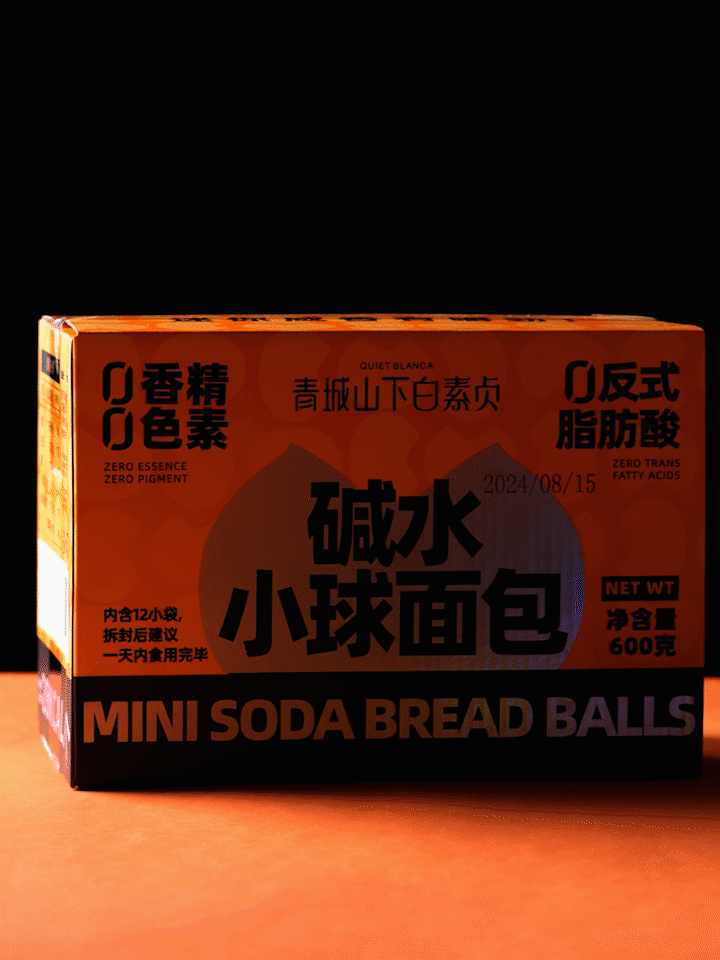 0香精
0色素
ZERO ESSENCE
ZERO PIGMENT
QUIET BLANCA
青城山下白素贞
0反式
脂肪酸
ZERO TRANS
FATTY ACIDS
2024/08/15
碱水
小球面包
内含12小袋,
拆封后建议
一天内食用完毕
NET WT
净含量
600克
MINI SODA BREAD BALLS